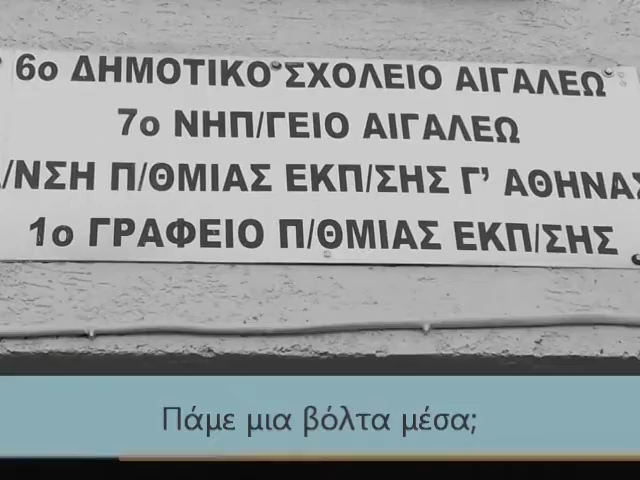 6ο ΔΗΜΟΤΙΚΟ ΣΧΟΛΕΙΟ ΑΙΓΑΛΕΩ
7ο ΝΗΠ/ΓΕΙΟ ΑΙΓΑΛΕΩ
/ΝΣΗ Π/ΘΜΙΑΣ ΕΚΠ/ΣΗΣ Γ' ΑΘΗΝΑΣ
1ο ΓΡΑΦΕΙΟ Π/ΘΜΙΑΣ ΕΚΠ/ΣΗΣ
Πάμε μια βόλτα μέσα;